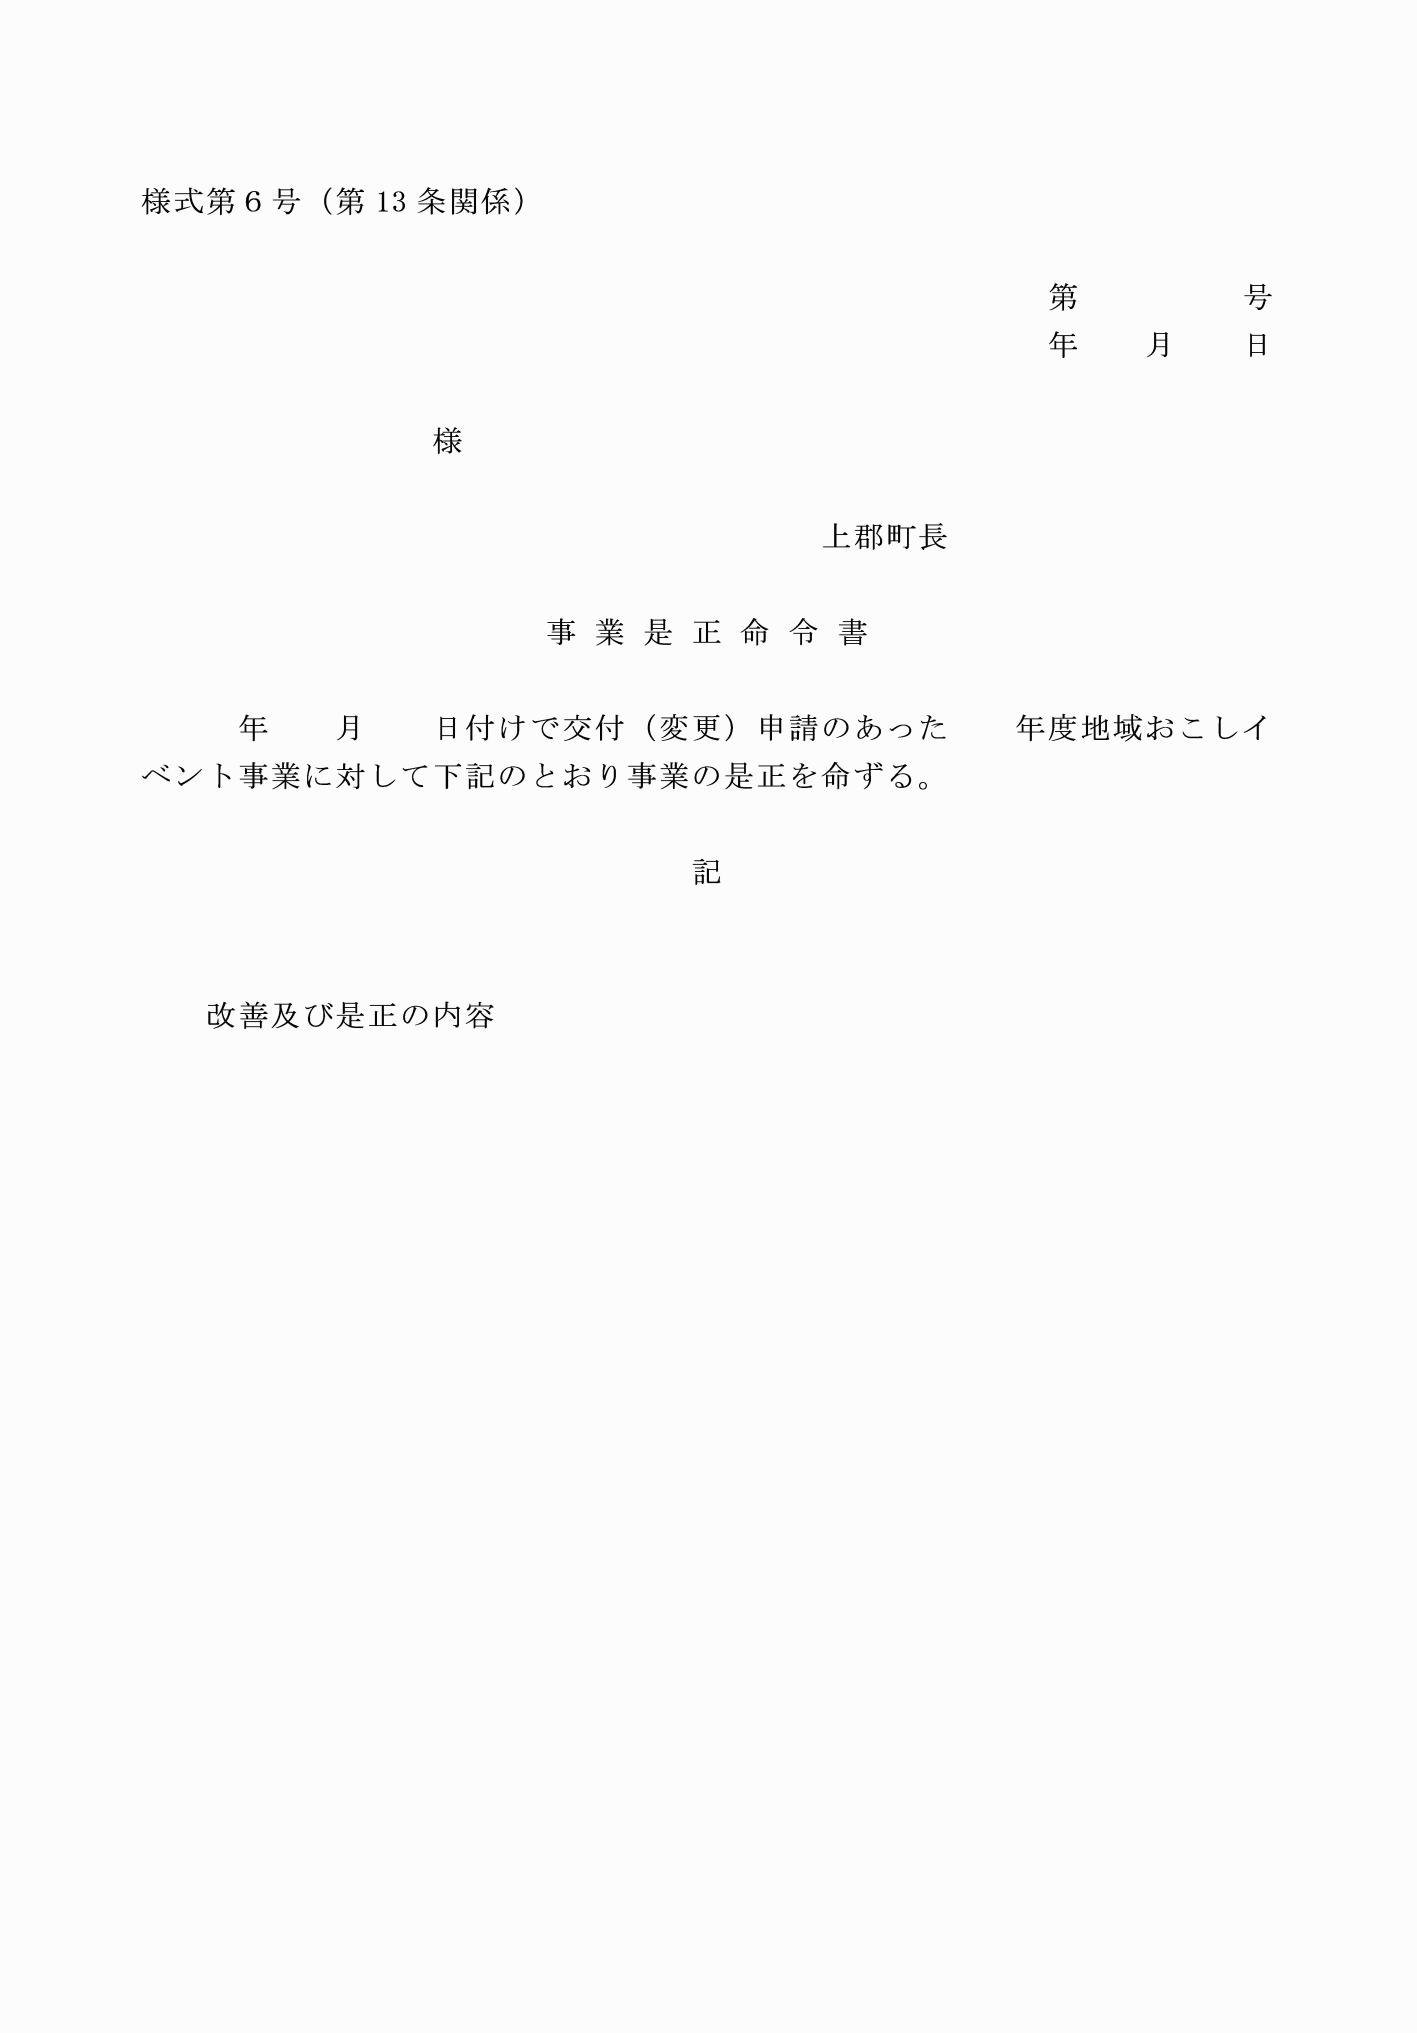 様式第６号（第 13 条関係）
第　　　　　号
年　　月　　日
様
上郡町長
事 業 是 正 命 令 書
年　　月　　日付けで交付（変更）申請のあった　　年度地域おこしイ
ベント事業に対して下記のとおり事業の是正を命ずる。
記
改善及び是正の内容